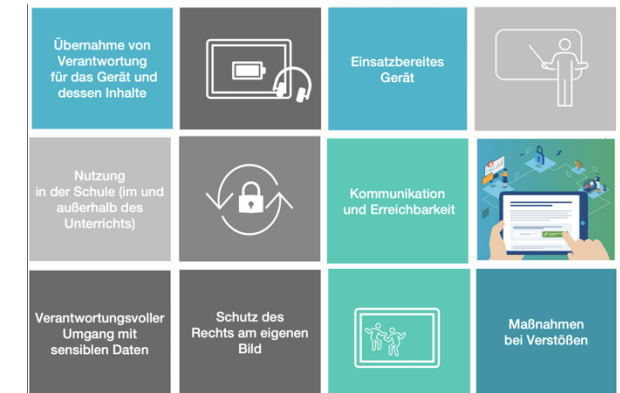 Übernahme von
Verantwortung
für das Gerät und
dessen Inhalte
Einsatzbereites
Gerät
Nutzung
in der Schule (im und
außerhalb des
Unterrichts)
Kommunikation
und Erreichbarkeit
Verantwortungsvoller
Umgang mit
sensiblen Daten
Schutz des
Rechts am eigenen
Bild
Maßnahmen
bei Verstößen